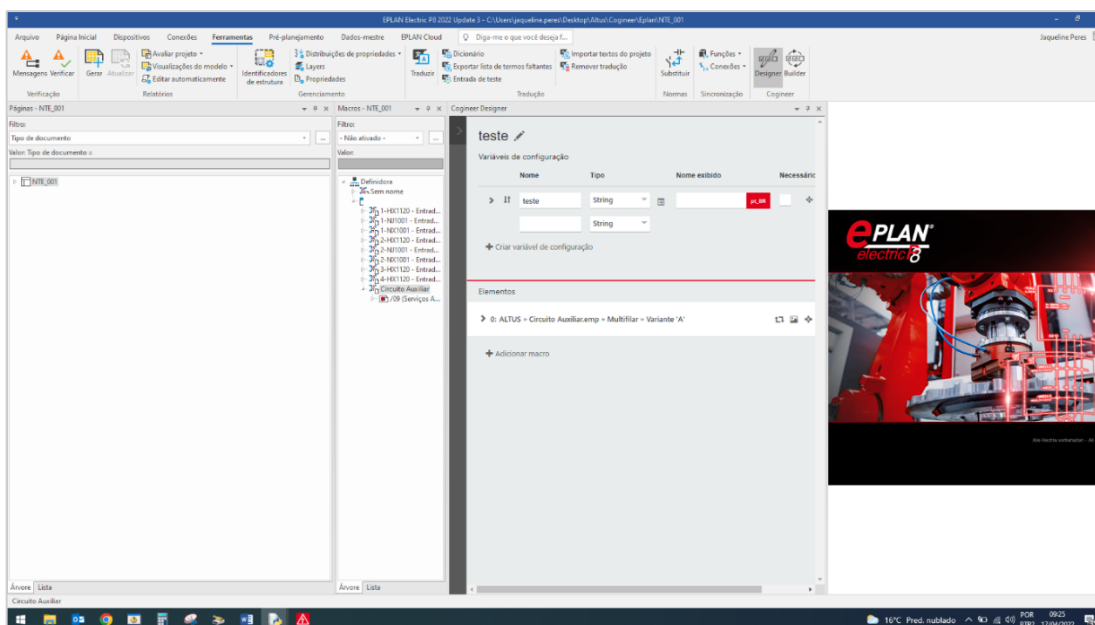 EPLAN Electric P8 2022 Update 3 - C:\Users\jaqueline.peres\Desktop\Altus\Cogineer\Eplan\NTE_001
Arquivo Página Inicial Dispositivos Conexões Ferramentas Pré-planejamento Dados-mestre EPLAN Cloud Diga-me o que você deseja f... Jaqueline Peres
Mensagens Verificar
Verificação
Gerar Atualizar
Avaliar projeto
Visualizações do modelo
Editar automaticamente
Relatórios
Identificadores de estrutura
Distribuições de propriedades
Layers
Propriedades
Gerenciamento
Traduzir
Dicionário
Exportar lista de termos faltantes
Entrada de teste
Importar textos do projeto
Remover tradução
Tradução
Substituir
Normas
Funções
Conexões
Sincronização
Designer Builder
Cogineer
Páginas - NTE_001
Filtro:
Tipo de documento
...
Valor: Tipo de documento =
NTE_001
Árvore Lista
Macros - NTE_001
Filtro:
- Não ativado -
...
Valor:
Definidora
Sem nome
1-HX1120 - Entrad...
1-NJ1001 - Entrad...
1-NX1001 - Entrad...
2-HX1120 - Entrad...
2-NJ1001 - Entrad...
2-NX1001 - Entrad...
3-HX1120 - Entrad...
4-HX1120 - Entrad...
Circuito Auxiliar
/09 (Serviços A...
Árvore Lista
Cogineer Designer
teste
Variáveis de configuração
Nome Tipo Nome exibido Necessáric
teste String pt_BR
String
Criar variável de configuração
Elementos
0: ALTUS » Circuito Auxiliar.emp » Multifilar » Variante 'A'
Adicionar macro
ePLAN®
electric P8
Circuito Auxiliar
16°C Pred. nublado POR 09:25
PTB2 17/04/2022